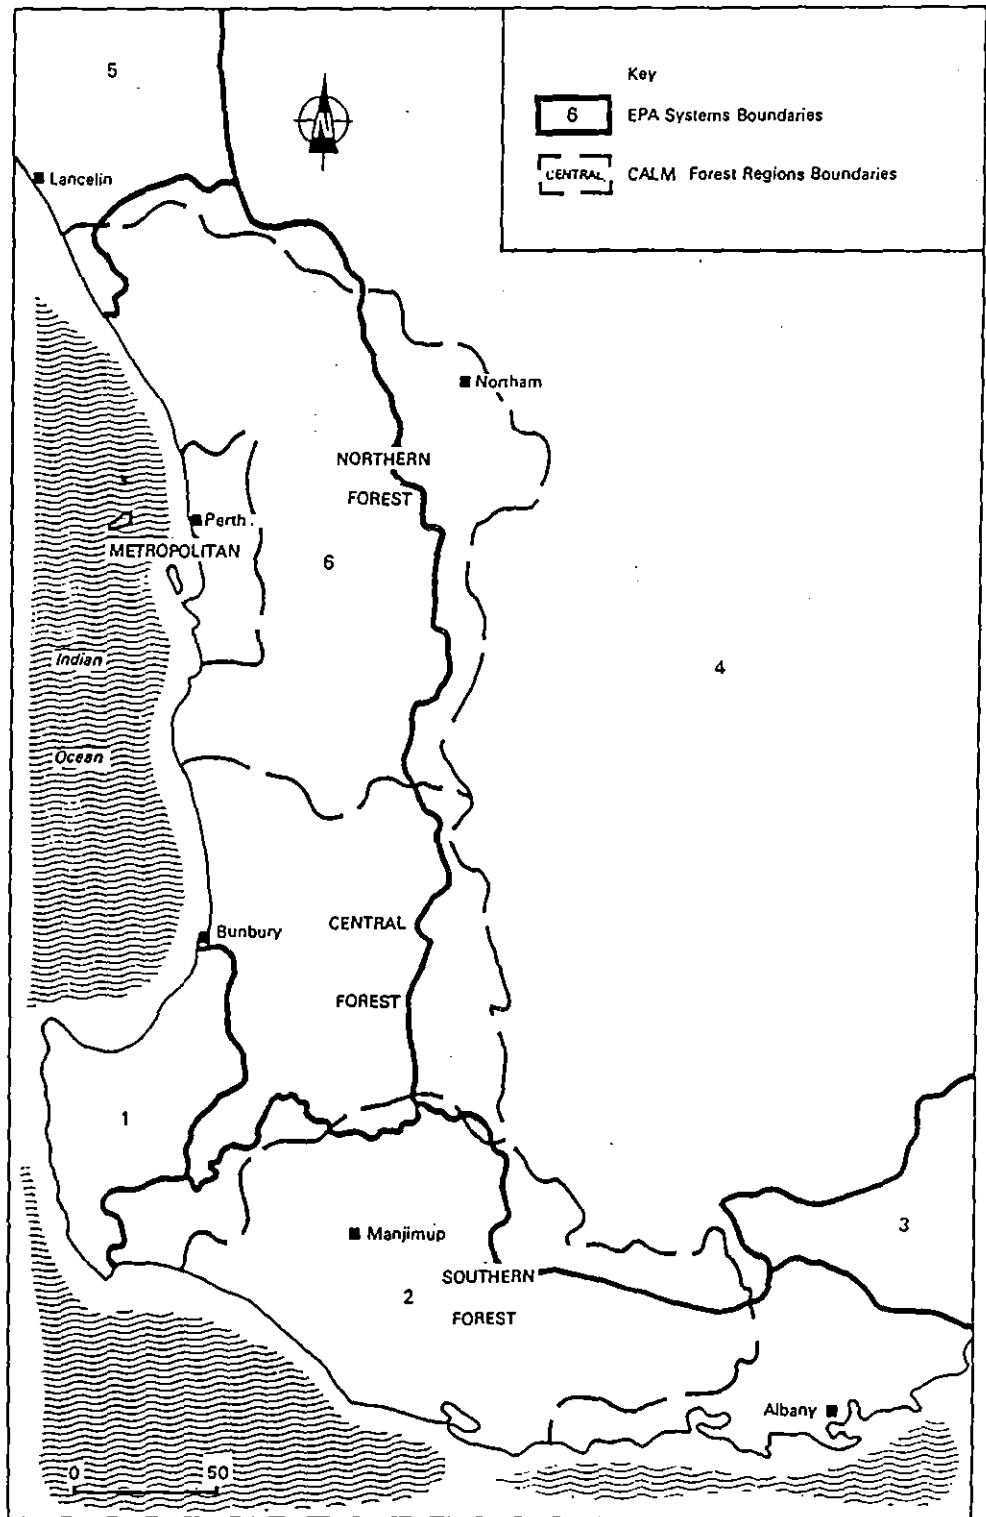 5
Key
6
EPA Systems Boundaries
CENTRAL
CALM Forest Regions Boundaries
Lancelin
Northam
NORTHERN
FOREST
Perth
METROPOLITAN
6
Indian
4
Ocean
CENTRAL
Bunbury
FOREST
1
3
Manjimup
SOUTHERN
2
FOREST
Albany
0 50